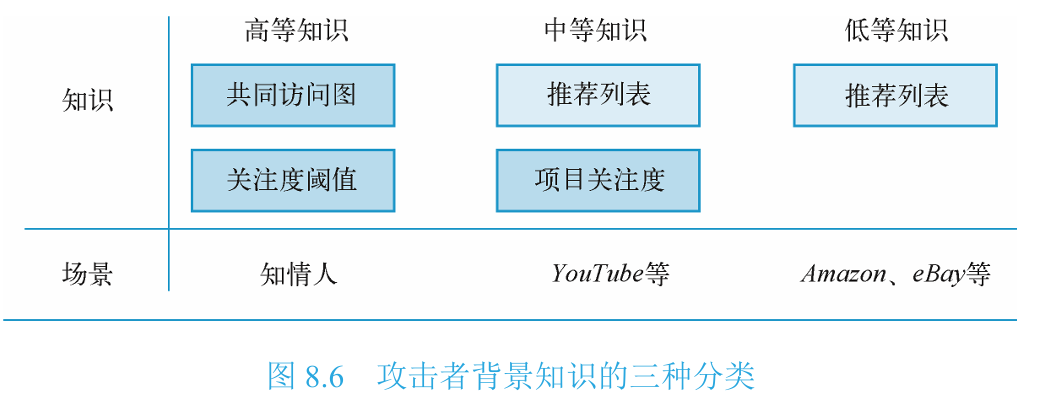 高等知识 中等知识 低等知识
知识 共同访问图 推荐列表 推荐列表
关注度阈值 项目关注度
场景 知情人 YouTube等 Amazon、eBay等
图 8.6 攻击者背景知识的三种分类